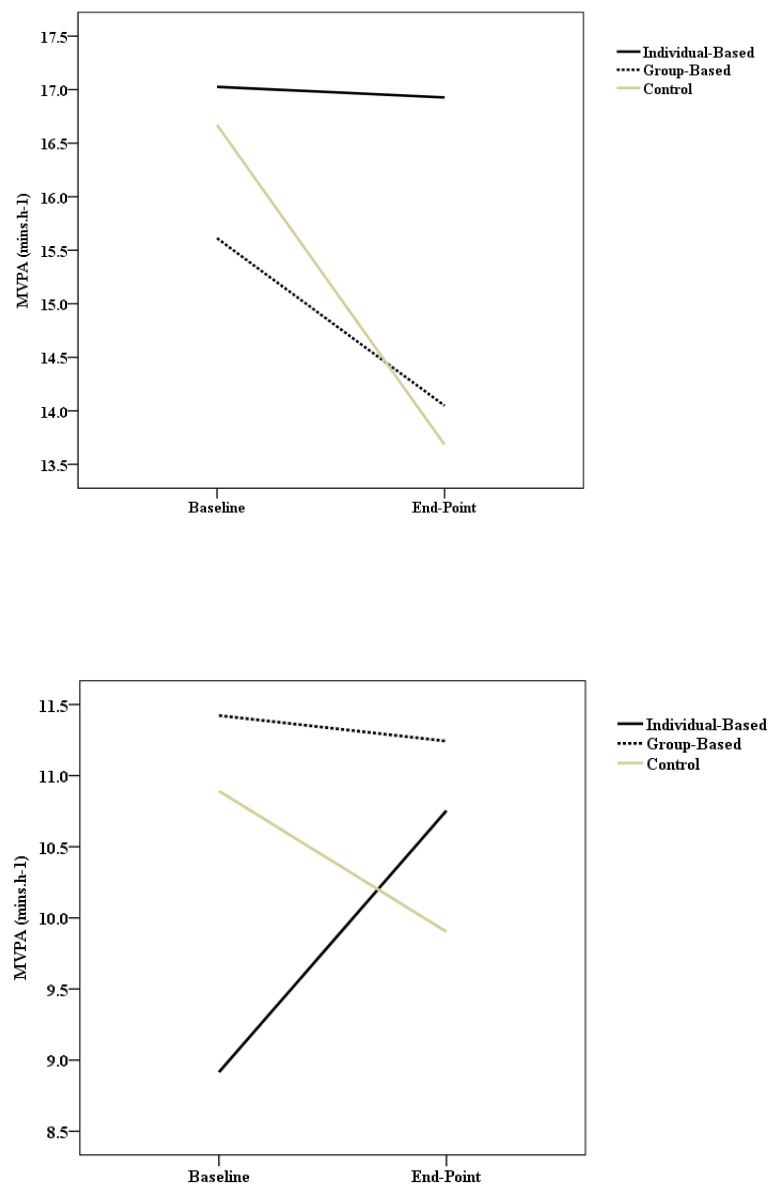 17.5
17.0
16.5
16.0
15.5
15.0
14.5
14.0
13.5
MVPA (mins.h-1)
Baseline
End-Point
Individual-Based
Group-Based
Control
11.5
11.0
10.5
10.0
9.5
9.0
8.5
MVPA (mins.h-1)
Baseline
End-Point
Individual-Based
Group-Based
Control